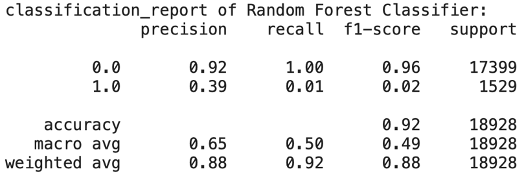 classification_report of Random Forest Classifier:
precision recall f1-score support
0.0 0.92 1.00 0.96 17399
1.0 0.39 0.01 0.02 1529
accuracy 0.92 18928
macro avg 0.65 0.50 0.49 18928
weighted avg 0.88 0.92 0.88 18928